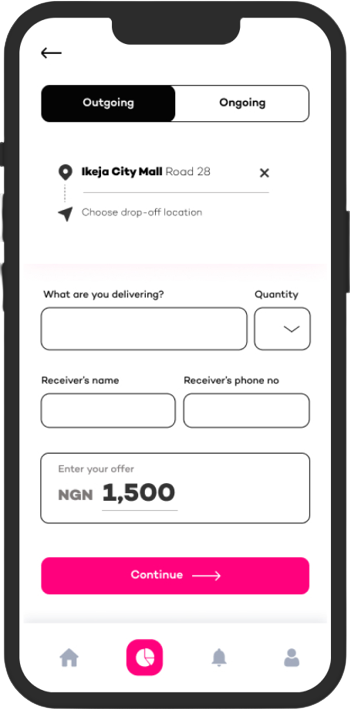 Outgoing
Ongoing
Ikeja City Mall Road 28
Choose drop-off location
What are you delivering?
Quantity
Receiver's name
Receiver's phone no
Enter your offer
NGN 1,500
Continue